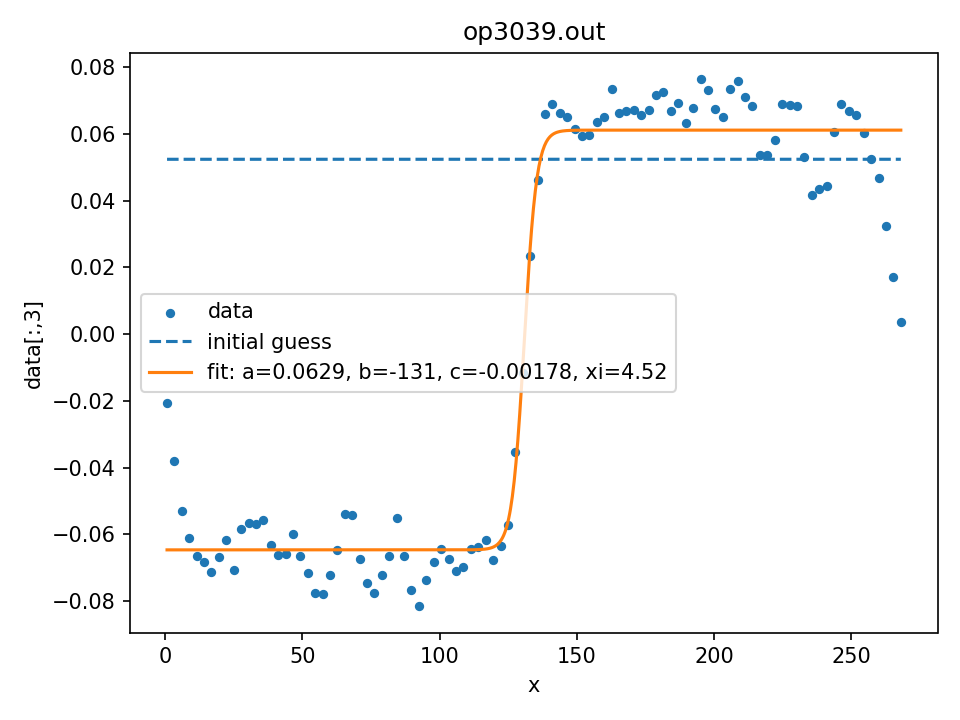 op3039.out
0.08
0.06
0.04
0.02
0.00
−0.02
−0.04
−0.06
−0.08
data[:,3]
data
initial guess
fit: a=0.0629, b=-131, c=-0.00178, xi=4.52
0 50 100 150 200 250
x